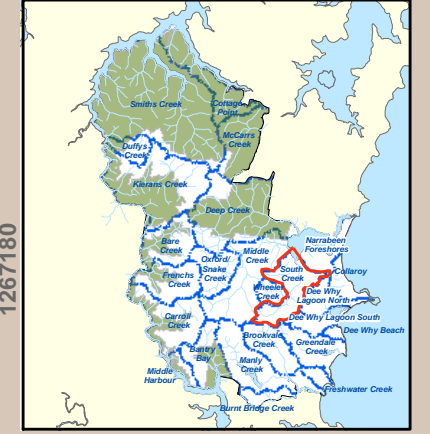 Smiths Creek
Cottage
Point
McCarrs
Creek
Duffys
Creek
Kierans Creek
Deep Creek
1267180
Bare
Creek
Oxford/
Snake
Creek
Middle
Creek
Narrabeen
Foreshores
Frenchs
Creek
South
Creek
Collaroy
Wheeler
Creek
Dee Why
Lagoon North
Carroll
Creek
Dee Why Lagoon South
Dee Why Beach
Brookvale
Creek
Greendale
Creek
Bantry
Bay
Manly
Creek
Middle
Harbour
Freshwater Creek
Burnt Bridge Creek